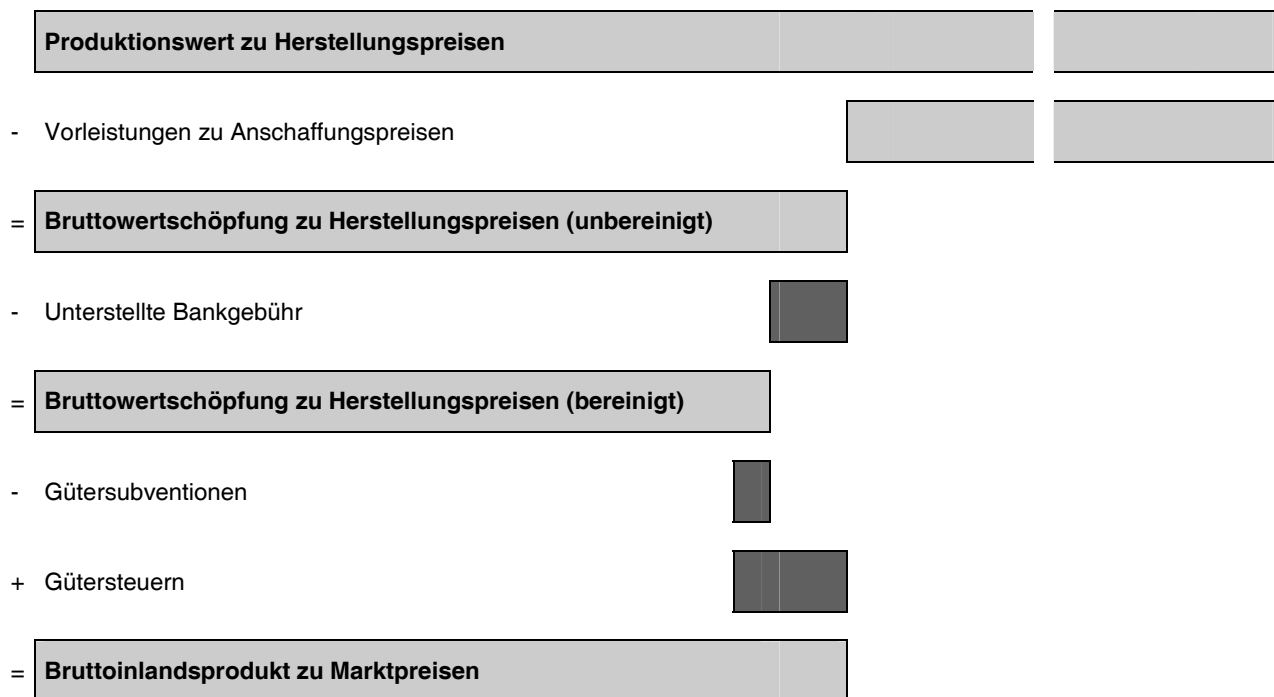 Produktionswert zu Herstellungspreisen
- Vorleistungen zu Anschaffungspreisen
= Bruttowertschöpfung zu Herstellungspreisen (unbereinigt)
- Unterstellte Bankgebühr
= Bruttowertschöpfung zu Herstellungspreisen (bereinigt)
- Gütersubventionen
+ Gütersteuern
= Bruttoinlandsprodukt zu Marktpreisen